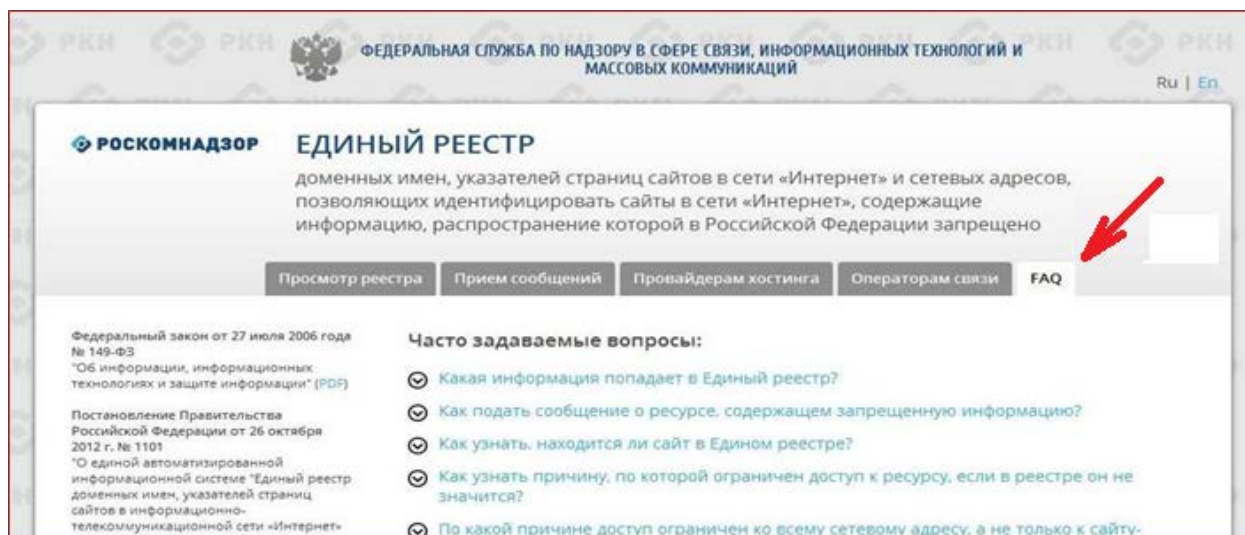 ФЕДЕРАЛЬНАЯ СЛУЖБА ПО НАДЗОРУ В СФЕРЕ СВЯЗИ, ИНФОРМАЦИОННЫХ ТЕХНОЛОГИЙ И
МАССОВЫХ КОММУНИКАЦИЙ
Ru | En
РОСКОМНАДЗОР
ЕДИНЫЙ РЕЕСТР
доменных имен, указателей страниц сайтов в сети «Интернет» и сетевых адресов,
позволяющих идентифицировать сайты в сети «Интернет», содержащие
информацию, распространение которой в Российской Федерации запрещено
Просмотр реестра
Прием сообщений
Провайдерам хостинга
Операторам связи
FAQ
Федеральный закон от 27 июля 2006 года
№ 149-ФЗ
"Об информации, информационных
технологиях и защите информации" (PDF)
Постановление Правительства
Российской Федерации от 26 октября
2012 г. № 1101
"О единой автоматизированной
информационной системе "Единый реестр
доменных имен, указателей страниц
сайтов в информационно-
телекоммуникационной сети «Интернет»
Часто задаваемые вопросы:
Какая информация попадает в Единый реестр?
Как подать сообщение о ресурсе, содержащем запрещенную информацию?
Как узнать, находится ли сайт в Едином реестре?
Как узнать причину, по которой ограничен доступ к ресурсу, если в реестре он не
значится?
По какой причине доступ ограничен ко всему сетевому адресу, а не только к сайту-